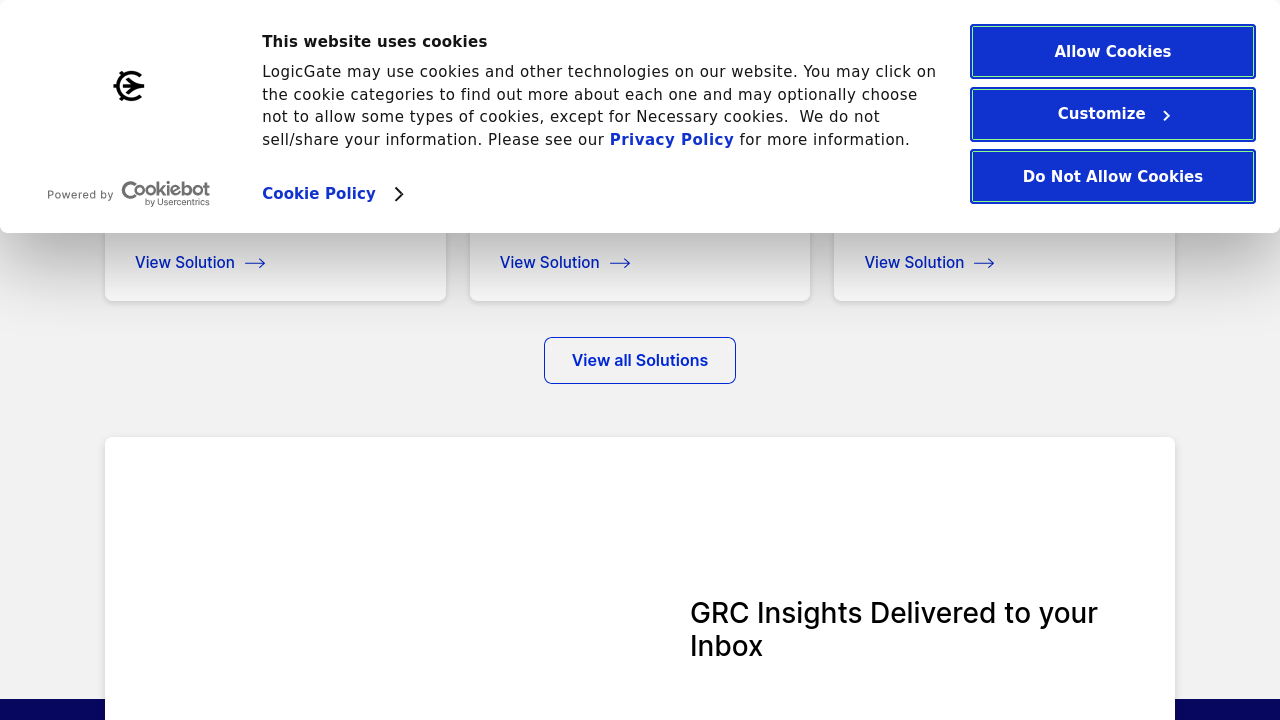 This website uses cookies
LogicGate may use cookies and other technologies on our website. You may click on
the cookie categories to find out more about each one and may optionally choose
not to allow some types of cookies, except for Necessary cookies.  We do not
sell/share your information. Please see our Privacy Policy for more information.
Cookie Policy
Powered by Cookiebot
by Usercentrics
Allow Cookies
Customize
Do Not Allow Cookies
View Solution
View Solution
View Solution
View all Solutions
GRC Insights Delivered to your
Inbox